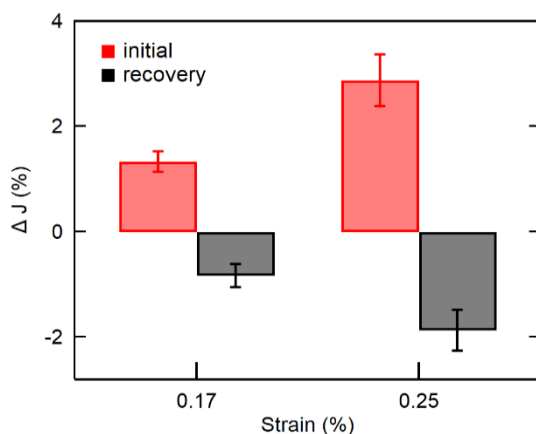 4
2
0
-2
Δ J (%)
initial
recovery
0.17
0.25
Strain (%)